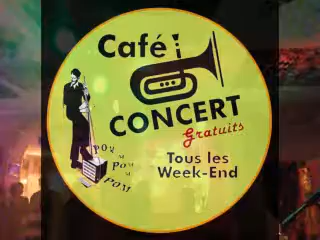 Café
CONCERT
Gratuits
Tous les
Week-End
POM
POM
POM